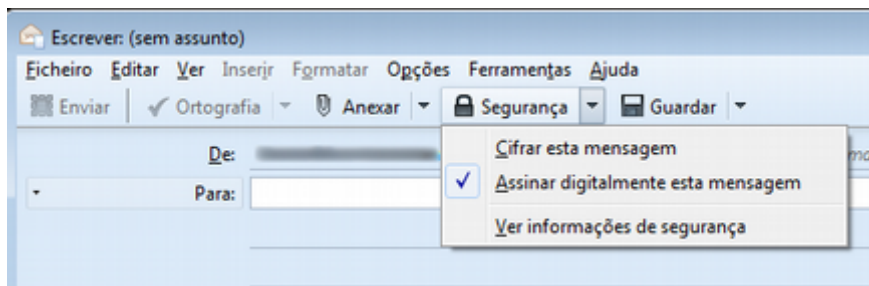 Escrever: (sem assunto)
Ficheiro Editar Ver Inserir Formatar Opções Ferramentas Ajuda
Enviar Ortografia Anexar Segurança Guardar
De:
Cifrar esta mensagem
Para:
Assinar digitalmente esta mensagem
Ver informações de segurança